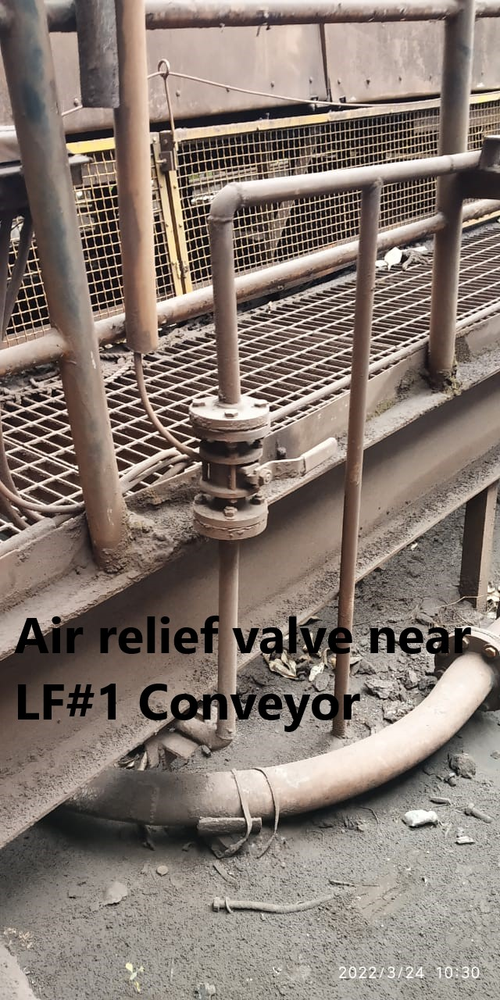 Air relief valve near
LF#1 Conveyor
2022/3/24 10:30